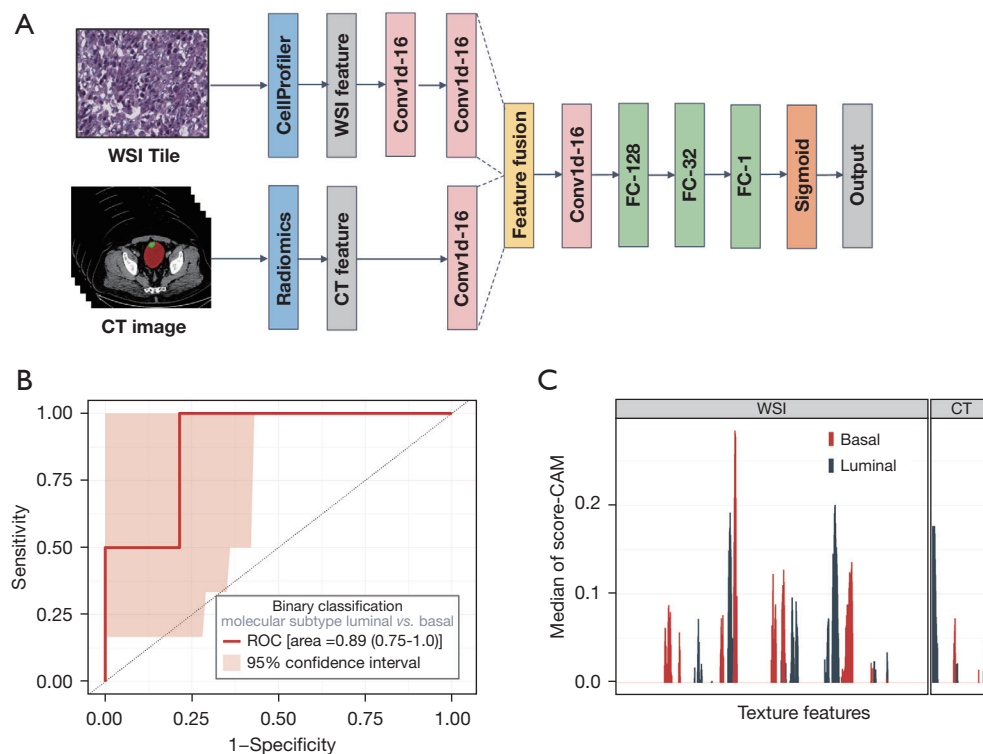 A
WSI Tile
CellProfiler
WSI feature
Conv1d-16
Conv1d-16
CT image
Radiomics
CT feature
Conv1d-16
Feature fusion
Conv1d-16
FC-128
FC-32
FC-1
Sigmoid
Output
B
1.00
0.75
0.50
0.25
0.00
Sensitivity
Binary classification
molecular subtype luminal vs. basal
ROC [area =0.89 (0.75-1.0)]
95% confidence interval
0.00
0.25
0.50
0.75
1.00
1–Specificity
C
WSI
CT
Basal
Luminal
0.2
0.1
0.0
Median of score-CAM
Texture features